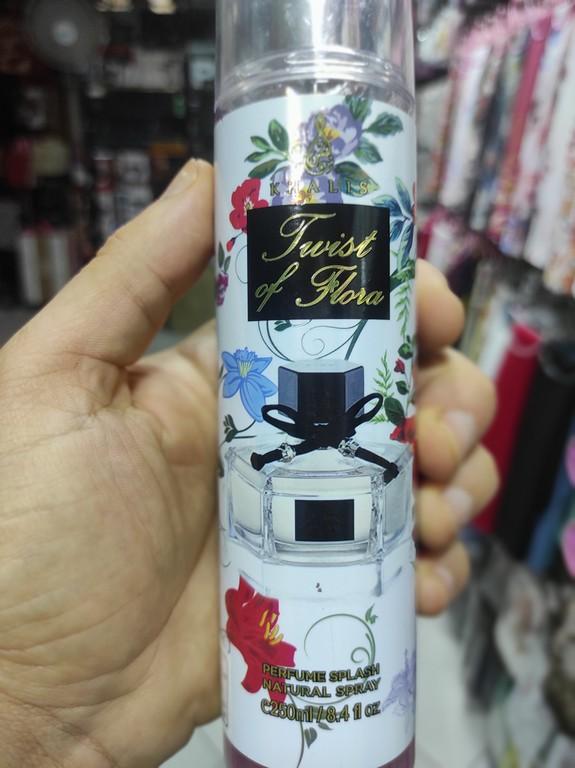 KHALIS
Twist
of Flora
PERFUME SPLASH
NATURAL SPRAY
℮250ml / 8.4 fl oz